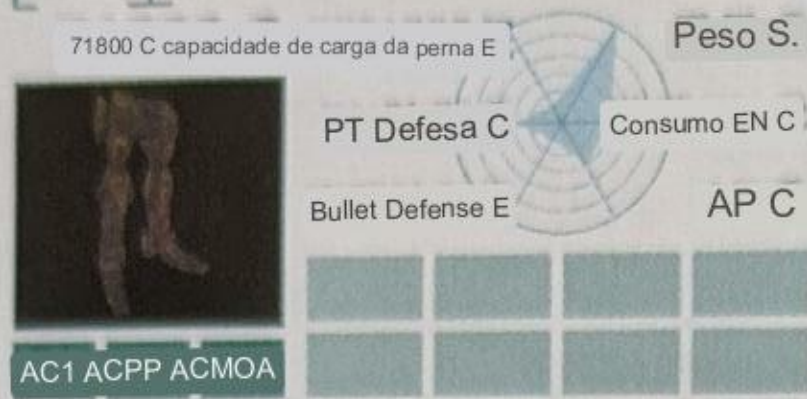 71800 C capacidade de carga da perna E
Peso S.
PT Defesa C
Consumo EN C
Bullet Defense E
AP C
AC1 ACPP ACMOA